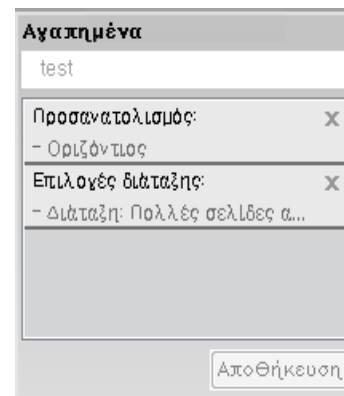 Αγαπημένα
test
Προσανατολισμός: x
- Οριζόντιος
Επιλογές διάταξης: x
- Διάταξη: Πολλές σελίδες α...
Αποθήκευση